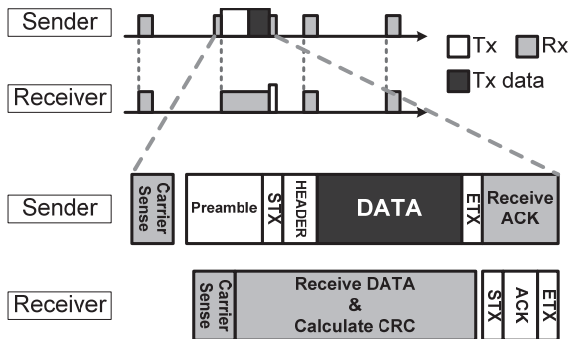 Sender
Tx
Rx
Tx data
Receiver
Sender
Carrier
Sense
Preamble
STX
HEADER
DATA
ETX
Receive
ACK
Receiver
Carrier
Sense
Receive DATA
&
Calculate CRC
STX
ACK
ETX